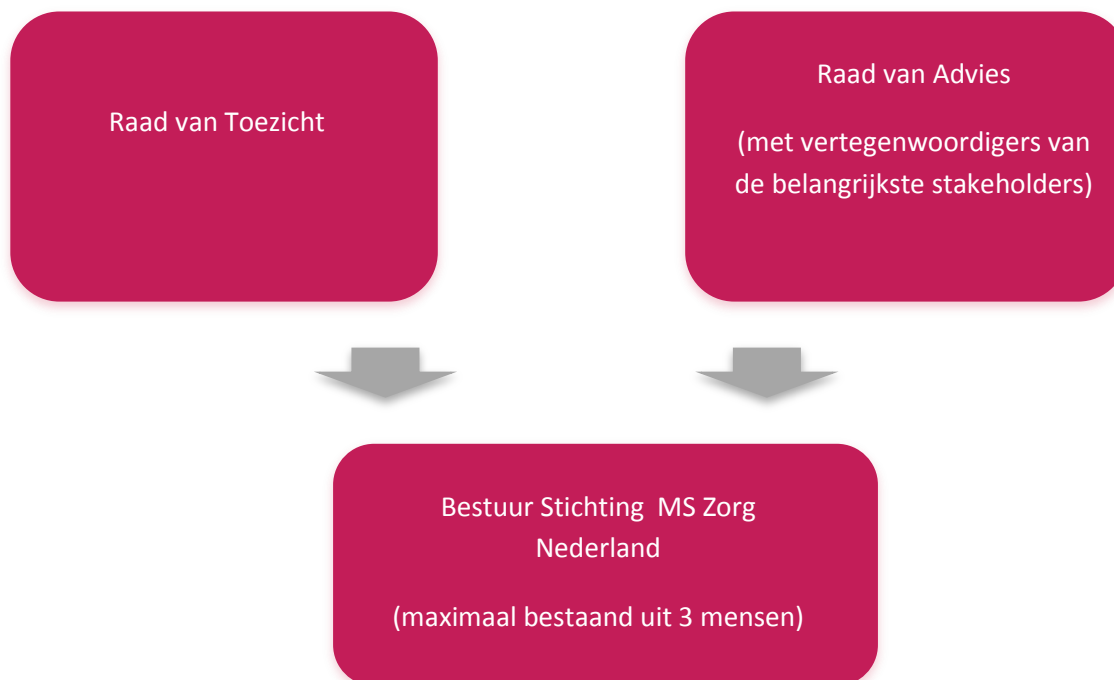 Raad van Toezicht
Raad van Advies
(met vertegenwoordigers van
de belangrijkste stakeholders)
Bestuur Stichting  MS Zorg
Nederland
(maximaal bestaand uit 3 mensen)